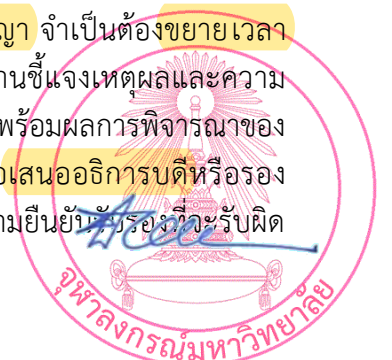 ญา จำเป็นต้องขยายเวลา
านชี้แจงเหตุผลและความ
พร้อมผลการพิจารณาของ
อเสนออธิการบดีหรือรอง
ามยืนยันรับรองที่จะรับผิด
จุฬาลงกรณ์มหาวิทยาลัย